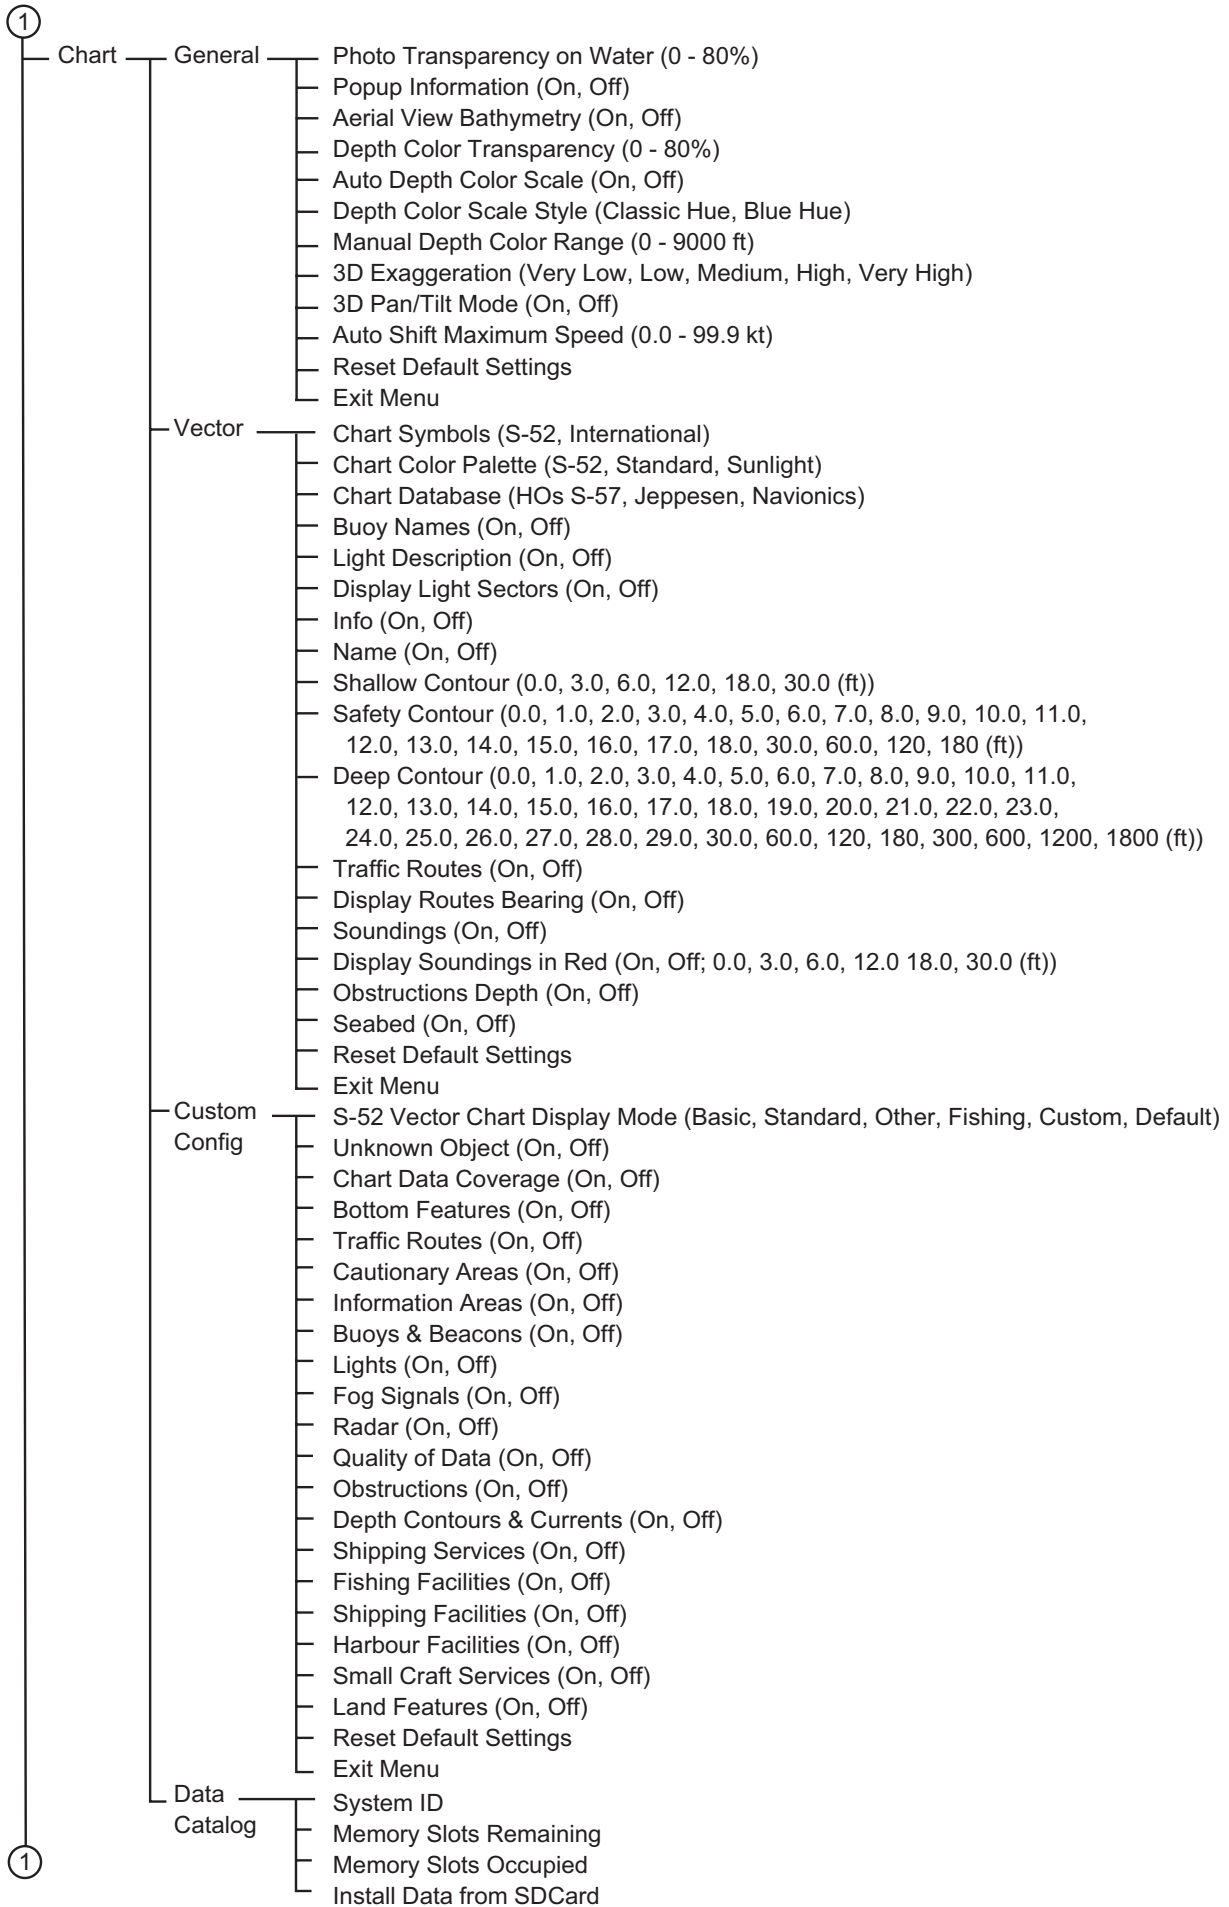 1
Chart
General
Photo Transparency on Water (0 - 80%)
Popup Information (On, Off)
Aerial View Bathymetry (On, Off)
Depth Color Transparency (0 - 80%)
Auto Depth Color Scale (On, Off)
Depth Color Scale Style (Classic Hue, Blue Hue)
Manual Depth Color Range (0 - 9000 ft)
3D Exaggeration (Very Low, Low, Medium, High, Very High)
3D Pan/Tilt Mode (On, Off)
Auto Shift Maximum Speed (0.0 - 99.9 kt)
Reset Default Settings
Exit Menu
Vector
Chart Symbols (S-52, International)
Chart Color Palette (S-52, Standard, Sunlight)
Chart Database (HOs S-57, Jeppesen, Navionics)
Buoy Names (On, Off)
Light Description (On, Off)
Display Light Sectors (On, Off)
Info (On, Off)
Name (On, Off)
Shallow Contour (0.0, 3.0, 6.0, 12.0, 18.0, 30.0 (ft))
Safety Contour (0.0, 1.0, 2.0, 3.0, 4.0, 5.0, 6.0, 7.0, 8.0, 9.0, 10.0, 11.0,
12.0, 13.0, 14.0, 15.0, 16.0, 17.0, 18.0, 30.0, 60.0, 120, 180 (ft))
Deep Contour (0.0, 1.0, 2.0, 3.0, 4.0, 5.0, 6.0, 7.0, 8.0, 9.0, 10.0, 11.0,
12.0, 13.0, 14.0, 15.0, 16.0, 17.0, 18.0, 19.0, 20.0, 21.0, 22.0, 23.0,
24.0, 25.0, 26.0, 27.0, 28.0, 29.0, 30.0, 60.0, 120, 180, 300, 600, 1200, 1800 (ft))
Traffic Routes (On, Off)
Display Routes Bearing (On, Off)
Soundings (On, Off)
Display Soundings in Red (On, Off; 0.0, 3.0, 6.0, 12.0 18.0, 30.0 (ft))
Obstructions Depth (On, Off)
Seabed (On, Off)
Reset Default Settings
Exit Menu
Custom
Config
S-52 Vector Chart Display Mode (Basic, Standard, Other, Fishing, Custom, Default)
Unknown Object (On, Off)
Chart Data Coverage (On, Off)
Bottom Features (On, Off)
Traffic Routes (On, Off)
Cautionary Areas (On, Off)
Information Areas (On, Off)
Buoys & Beacons (On, Off)
Lights (On, Off)
Fog Signals (On, Off)
Radar (On, Off)
Quality of Data (On, Off)
Obstructions (On, Off)
Depth Contours & Currents (On, Off)
Shipping Services (On, Off)
Fishing Facilities (On, Off)
Shipping Facilities (On, Off)
Harbour Facilities (On, Off)
Small Craft Services (On, Off)
Land Features (On, Off)
Reset Default Settings
Exit Menu
Data
Catalog
System ID
Memory Slots Remaining
Memory Slots Occupied
Install Data from SDCard
1